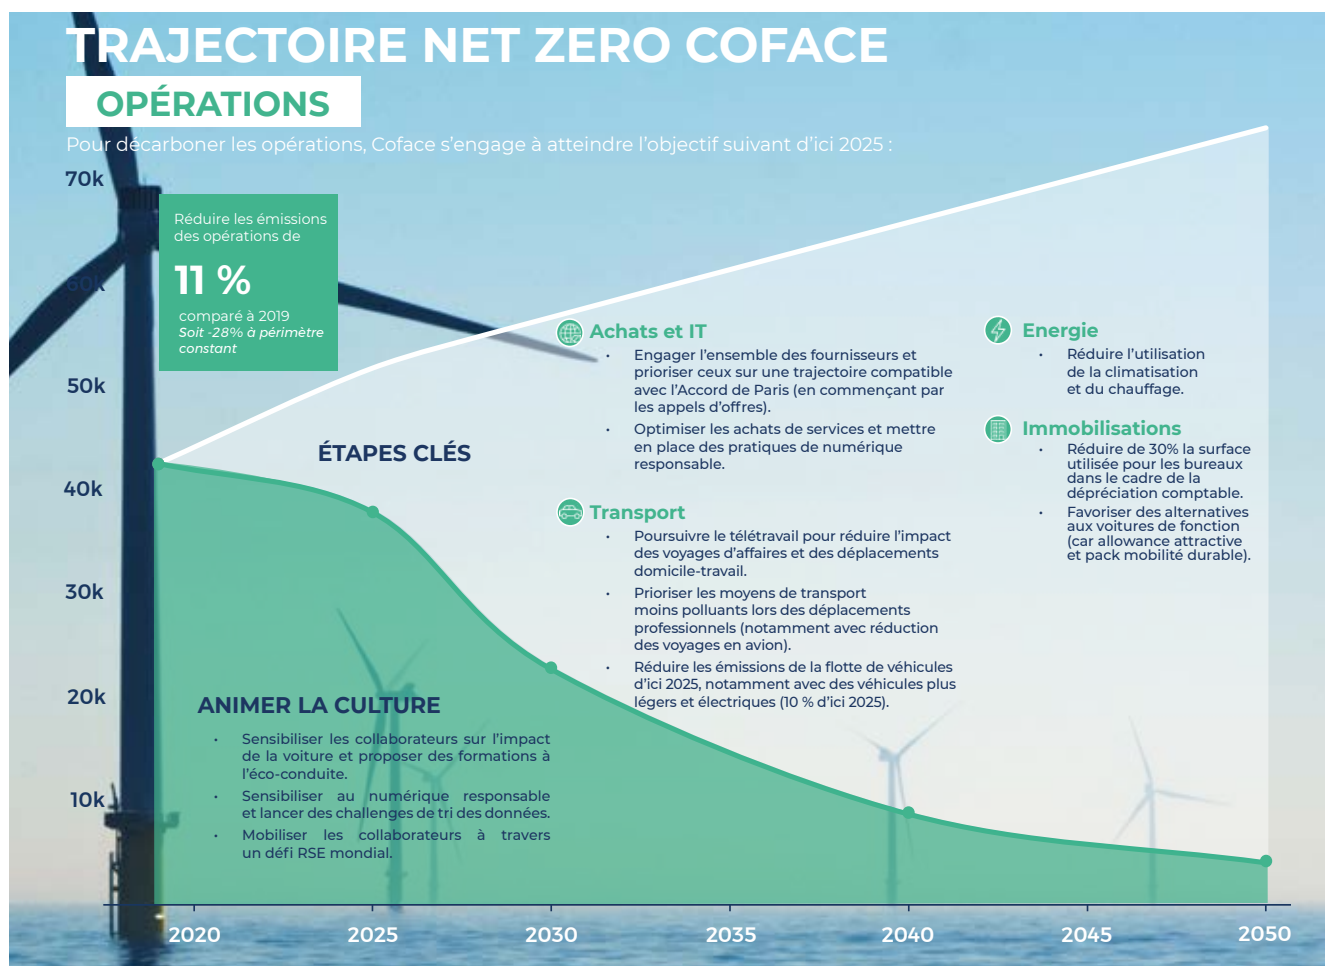 TRAJECTOIRE NET ZERO COFACE
OPÉRATIONS
Pour décarboner les opérations, Coface s’engage à atteindre l’objectif suivant d’ici 2025 :
70k
60k
50k
40k
30k
20k
10k
Réduire les émissions
des opérations de
11 %
comparé à 2019
Soit -28% à périmètre
constant
ÉTAPES CLÉS
Achats et IT
• Engager l’ensemble des fournisseurs et
prioriser ceux sur une trajectoire compatible
avec l’Accord de Paris (en commençant par
les appels d’offres).
• Optimiser les achats de services et mettre
en place des pratiques de numérique
responsable.
Transport
• Poursuivre le télétravail pour réduire l’impact
des voyages d’affaires et des déplacements
domicile-travail.
• Prioriser les moyens de transport
moins polluants lors des déplacements
professionnels (notamment avec réduction
des voyages en avion).
• Réduire les émissions de la flotte de véhicules
d’ici 2025, notamment avec des véhicules plus
légers et électriques (10 % d’ici 2025).
Energie
• Réduire l’utilisation
de la climatisation
et du chauffage.
Immobilisations
• Réduire de 30% la surface
utilisée pour les bureaux
dans le cadre de la
dépréciation comptable.
• Favoriser des alternatives
aux voitures de fonction
(car allowance attractive
et pack mobilité durable).
ANIMER LA CULTURE
• Sensibiliser les collaborateurs sur l’impact
de la voiture et proposer des formations à
l’éco-conduite.
• Sensibiliser au numérique responsable
et lancer des challenges de tri des données.
• Mobiliser les collaborateurs à travers
un défi RSE mondial.
2020
2025
2030
2035
2040
2045
2050